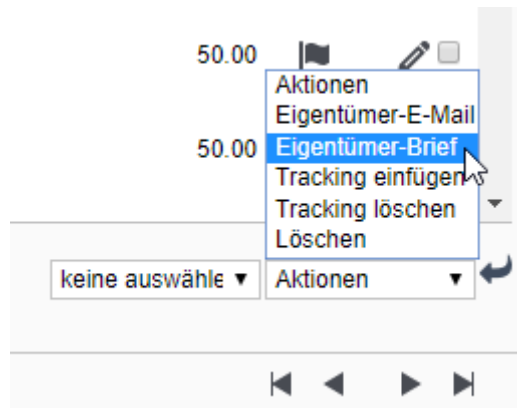 50.00
Aktionen
Eigentümer-E-Mail
50.00 Eigentümer-Brief
Tracking einfügen
Tracking löschen
Löschen
keine auswähle Aktionen